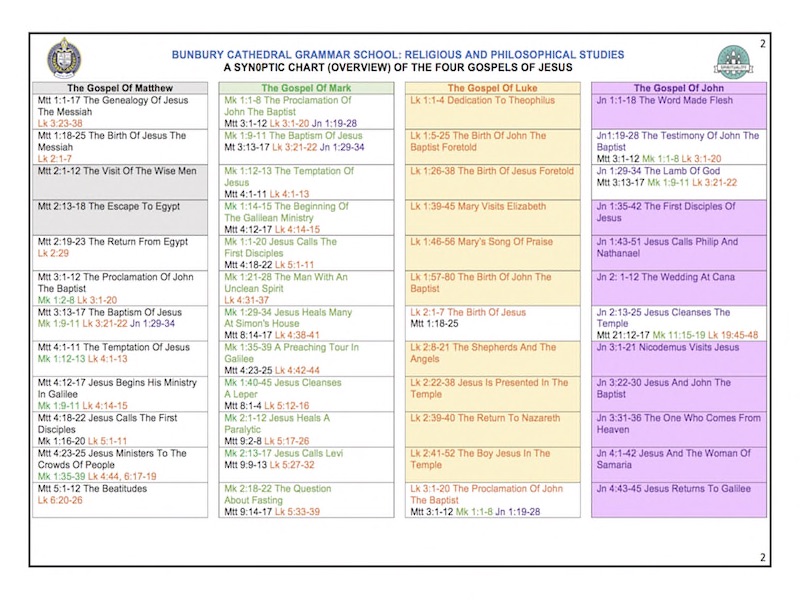 2
BUNBURY CATHEDRAL GRAMMAR SCHOOL: RELIGIOUS AND PHILOSOPHICAL STUDIES
A SYN0PTIC CHART (OVERVIEW) OF THE FOUR GOSPELS OF JESUS
SPIRITUALITY
The Gospel Of Matthew
Mtt 1:1-17 The Genealogy Of Jesus
The Messiah
Lk 3:23-38
Mtt 1:18-25 The Birth Of Jesus The
Messiah
Lk 2:1-7
Mtt 2:1-12 The Visit Of The Wise Men
Mtt 2:13-18 The Escape To Egypt
Mtt 2:19-23 The Return From Egypt
Lk 2:29
Mtt 3:1-12 The Proclamation Of John
The Baptist
Mk 1:2-8 Lk 3:1-20
Mtt 3:13-17 The Baptism Of Jesus
Mk 1:9-11 Lk 3:21-22 Jn 1:29-34
Mtt 4:1-11 The Temptation Of Jesus
Mk 1:12-13 Lk 4:1-13
Mtt 4:12-17 Jesus Begins His Ministry
In Galilee
Mk 1:9-11 Lk 4:14-15
Mtt 4:18-22 Jesus Calls The First
Disciples
Mk 1:16-20 Lk 5:1-11
Mtt 4:23-25 Jesus Ministers To The
Crowds Of People
Mk 1:35-39 Lk 4:44, 6:17-19
Mtt 5:1-12 The Beatitudes
Lk 6:20-26
The Gospel Of Mark
Mk 1:1-8 The Proclamation Of
John The Baptist
Mtt 3:1-12 Lk 3:1-20 Jn 1:19-28
Mk 1:9-11 The Baptism Of Jesus
Mt 3:13-17 Lk 3:21-22 Jn 1:29-34
Mk 1:12-13 The Temptation Of
Jesus
Mtt 4:1-11 Lk 4:1-13
Mk 1:14-15 The Beginning Of
The Galilean Ministry
Mtt 4:12-17 Lk 4:14-15
Mk 1:1-20 Jesus Calls The
First Disciples
Mtt 4:18-22 Lk 5:1-11
Mk 1:21-28 The Man With An
Unclean Spirit
Lk 4:31-37
Mk 1:29-34 Jesus Heals Many
At Simon's House
Mtt 8:14-17 Lk 4:38-41
Mk 1:35-39 A Preaching Tour In
Galilee
Mtt 4:23-25 Lk 4:42-44
Mk 1:40-45 Jesus Cleanses
A Leper
Mtt 8:1-4 Lk 5:12-16
Mk 2:1-12 Jesus Heals A
Paralytic
Mtt 9:2-8 Lk 5:17-26
Mk 2:13-17 Jesus Calls Levi
Mtt 9:9-13 Lk 5:27-32
Mk 2:18-22 The Question
About Fasting
Mtt 9:14-17 Lk 5:33-39
The Gospel Of Luke
Lk 1:1-4 Dedication To Theophilus
Lk 1:5-25 The Birth Of John The
Baptist Foretold
Lk 1:26-38 The Birth Of Jesus Foretold
Lk 1:39-45 Mary Visits Elizabeth
Lk 1:46-56 Mary's Song Of Praise
Lk 1:57-80 The Birth Of John The
Baptist
Lk 2:1-7 The Birth Of Jesus
Mtt 1:18-25
Lk 2:8-21 The Shepherds And The
Angels
Lk 2:22-38 Jesus Is Presented In The
Temple
Lk 2:39-40 The Return To Nazareth
Lk 2:41-52 The Boy Jesus In The
Temple
Lk 3:1-20 The Proclamation Of John
The Baptist
Mtt 3:1-12 Mk 1:1-8 Jn 1:19-28
The Gospel Of John
Jn 1:1-18 The Word Made Flesh
Jn1:19-28 The Testimony Of John The
Baptist
Mtt 3:1-12 Mk 1:1-8 Lk 3:1-20
Jn 1:29-34 The Lamb Of God
Mtt 3:13-17 Mk 1:9-11 Lk 3:21-22
Jn 1:35-42 The First Disciples Of
Jesus
Jn 1:43-51 Jesus Calls Philip And
Nathanael
Jn 2: 1-12 The Wedding At Cana
Jn 2:13-25 Jesus Cleanses The
Temple
Mtt 21:12-17 Mk 11:15-19 Lk 19:45-48
Jn 3:1-21 Nicodemus Visits Jesus
Jn 3:22-30 Jesus And John The
Baptist
Jn 3:31-36 The One Who Comes From
Heaven
Jn 4:1-42 Jesus And The Woman Of
Samaria
Jn 4:43-45 Jesus Returns To Galilee
2